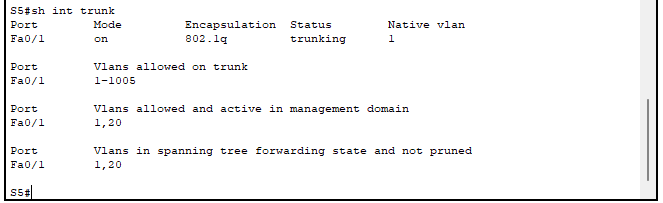 S5#sh int trunk
Port        Mode         Encapsulation  Status        Native vlan
Fa0/1       on           802.1q         trunking      1
Port        Vlans allowed on trunk
Fa0/1       1-1005
Port        Vlans allowed and active in management domain
Fa0/1       1,20
Port        Vlans in spanning tree forwarding state and not pruned
Fa0/1       1,20
S5#